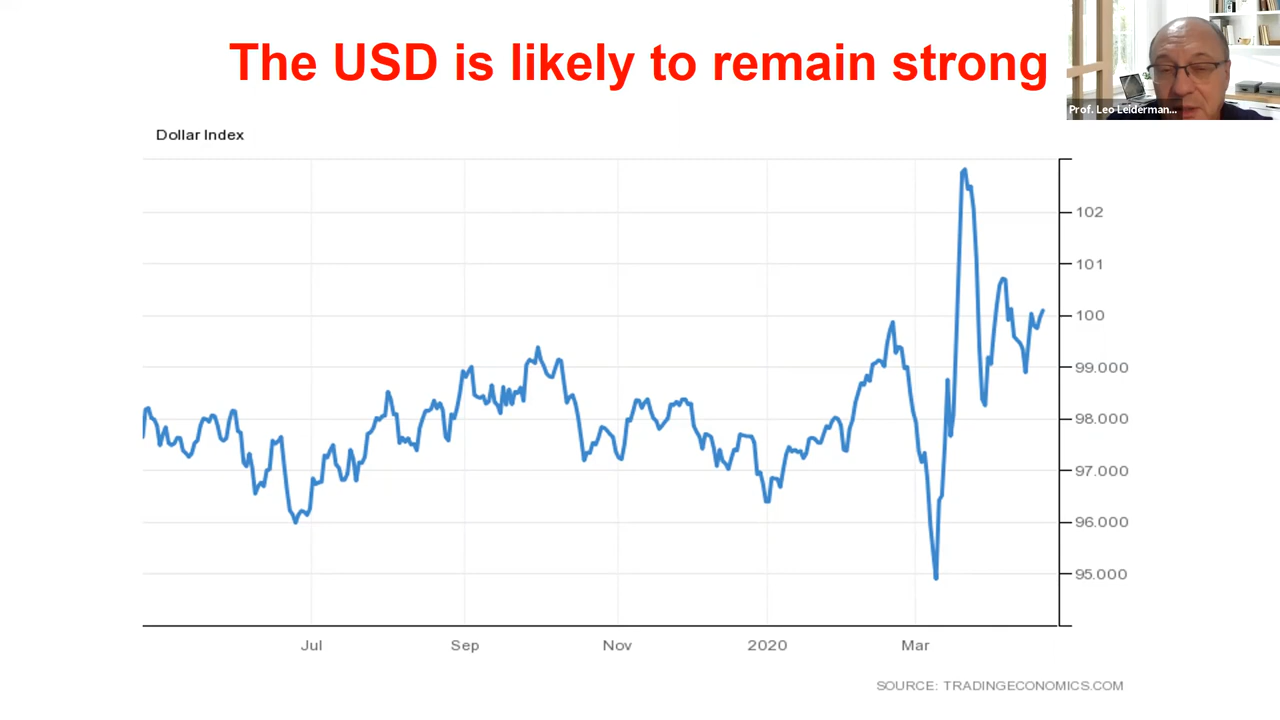 The USD is likely to remain strong
Prof. Leo Leiderman...
Dollar Index
102
101
100
99.000
98.000
97.000
96.000
95.000
Jul Sep Nov 2020 Mar
SOURCE: TRADINGECONOMICS.COM